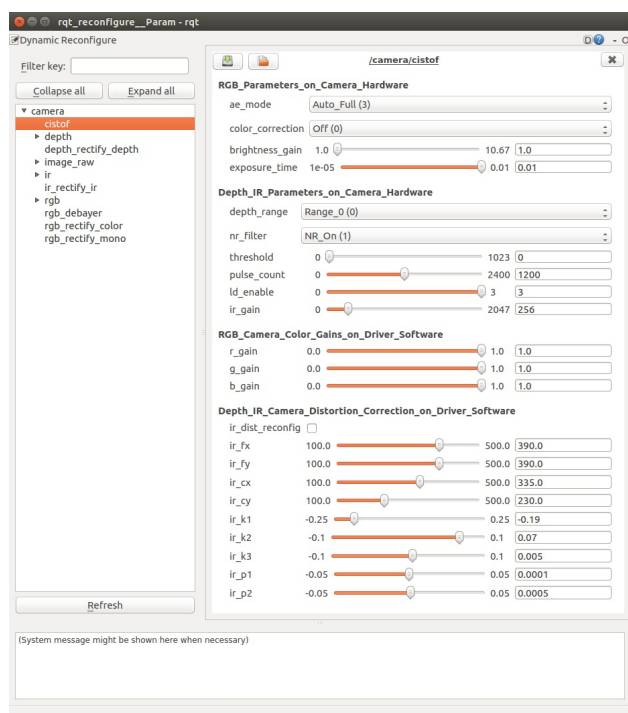 rqt_reconfigure__Param - rqt
Dynamic Reconfigure
D? - O
Filter key:
Collapse all Expand all
camera
cistof
depth
depth_rectify_depth
image_raw
ir
ir_rectify_ir
rgb
rgb_debayer
rgb_rectify_color
rgb_rectify_mono
Refresh
/camera/cistof
RGB_Parameters_on_Camera_Hardware
ae_mode Auto_Full (3)
color_correction Off (0)
brightness_gain 1.0 10.67 1.0
exposure_time 1e-05 0.01 0.01
Depth_IR_Parameters_on_Camera_Hardware
depth_range Range_0 (0)
nr_filter NR_On (1)
threshold 0 1023 0
pulse_count 0 2400 1200
ld_enable 0 3 3
ir_gain 0 2047 256
RGB_Camera_Color_Gains_on_Driver_Software
r_gain 0.0 1.0 1.0
g_gain 0.0 1.0 1.0
b_gain 0.0 1.0 1.0
Depth_IR_Camera_Distortion_Correction_on_Driver_Software
ir_dist_reconfig
ir_fx 100.0 500.0 390.0
ir_fy 100.0 500.0 390.0
ir_cx 100.0 500.0 335.0
ir_cy 100.0 500.0 230.0
ir_k1 -0.25 0.25 -0.19
ir_k2 -0.1 0.1 0.07
ir_k3 -0.1 0.1 0.005
ir_p1 -0.05 0.05 0.0001
ir_p2 -0.05 0.05 0.0005
(System message might be shown here when necessary)